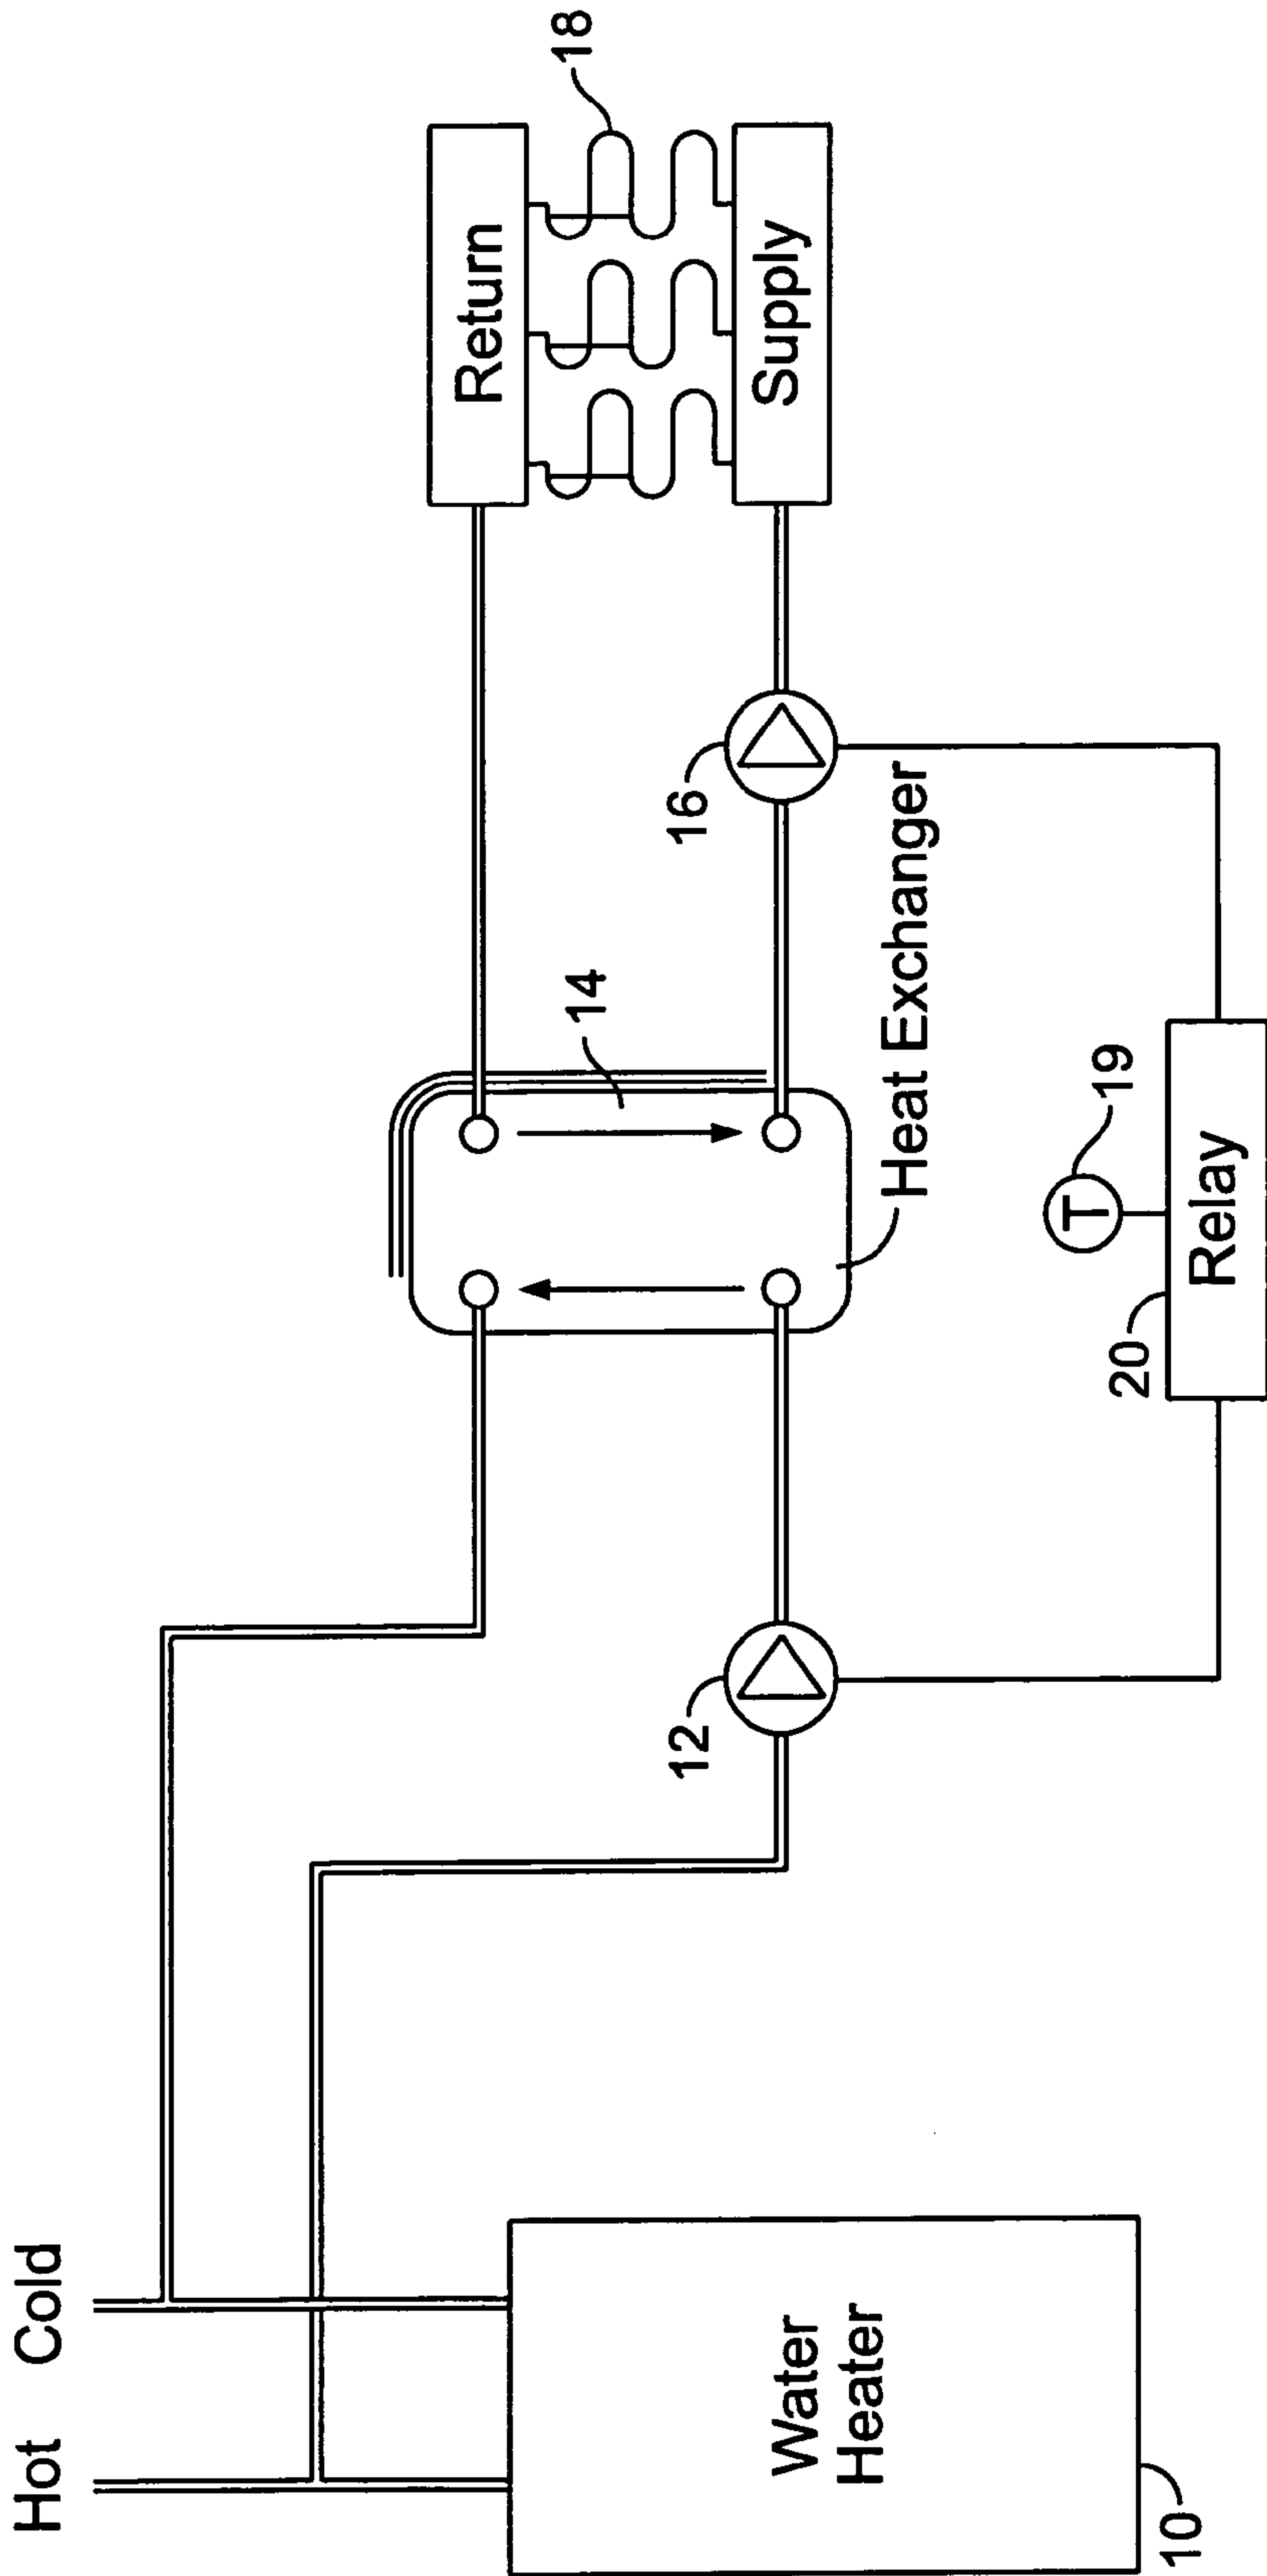 Hot
Cold
Water
Heater
10
12
Heat Exchanger
14
16
Return
Supply
18
19
T
20
Relay